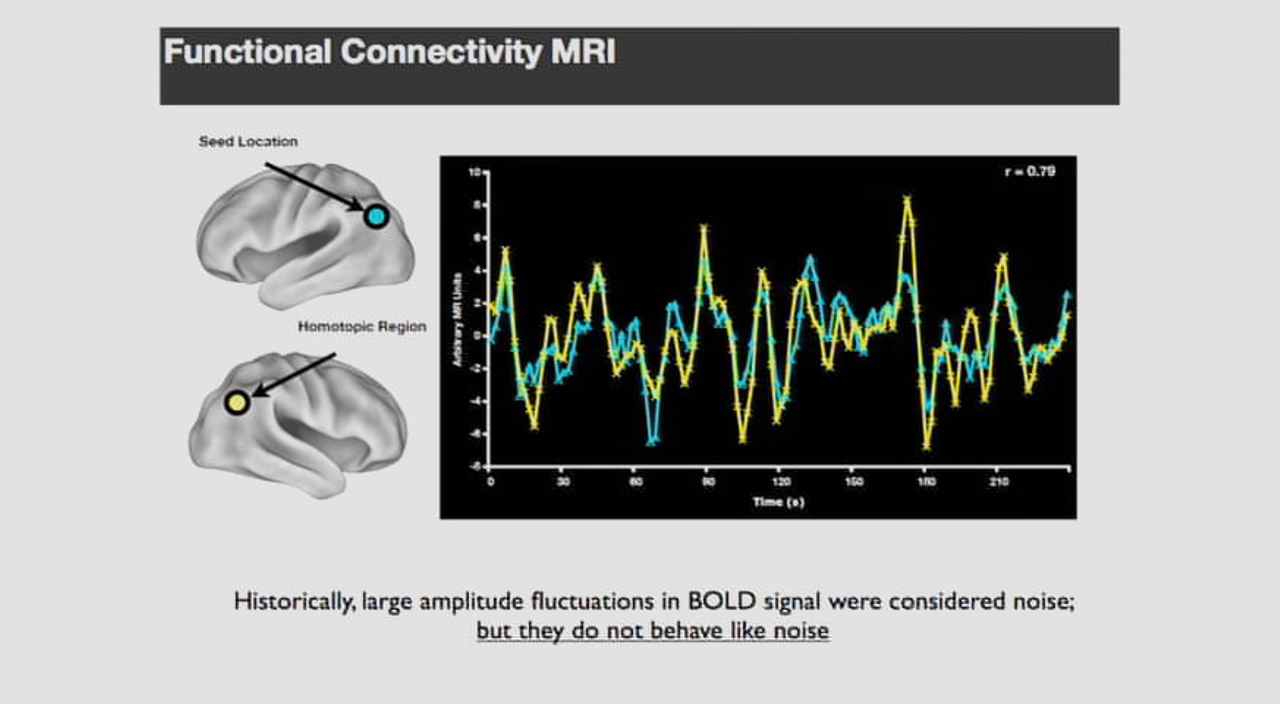 Functional Connectivity MRI
Seed Location
Homotopic Region
r = 0.79
10
8
6
4
2
0
-2
-4
-6
-8
Arbitrary MR Units
0 30 60 90 120 150 180 210
Time (s)
Historically, large amplitude fluctuations in BOLD signal were considered noise;
but they do not behave like noise